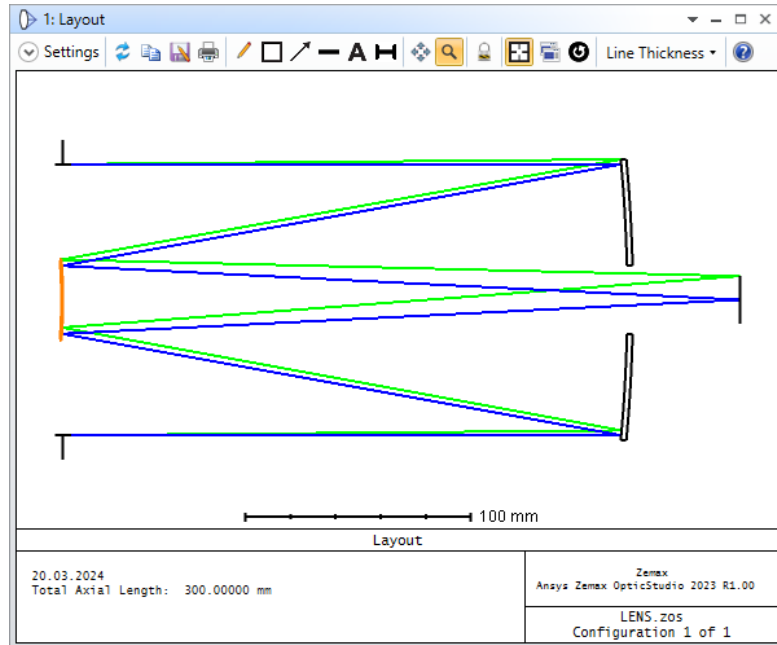 1: Layout
Settings
A
Line Thickness
100 mm
Layout
20.03.2024
Total Axial Length: 300.00000 mm
Zemax
Ansys Zemax OpticStudio 2023 R1.00
LENS.zos
Configuration 1 of 1